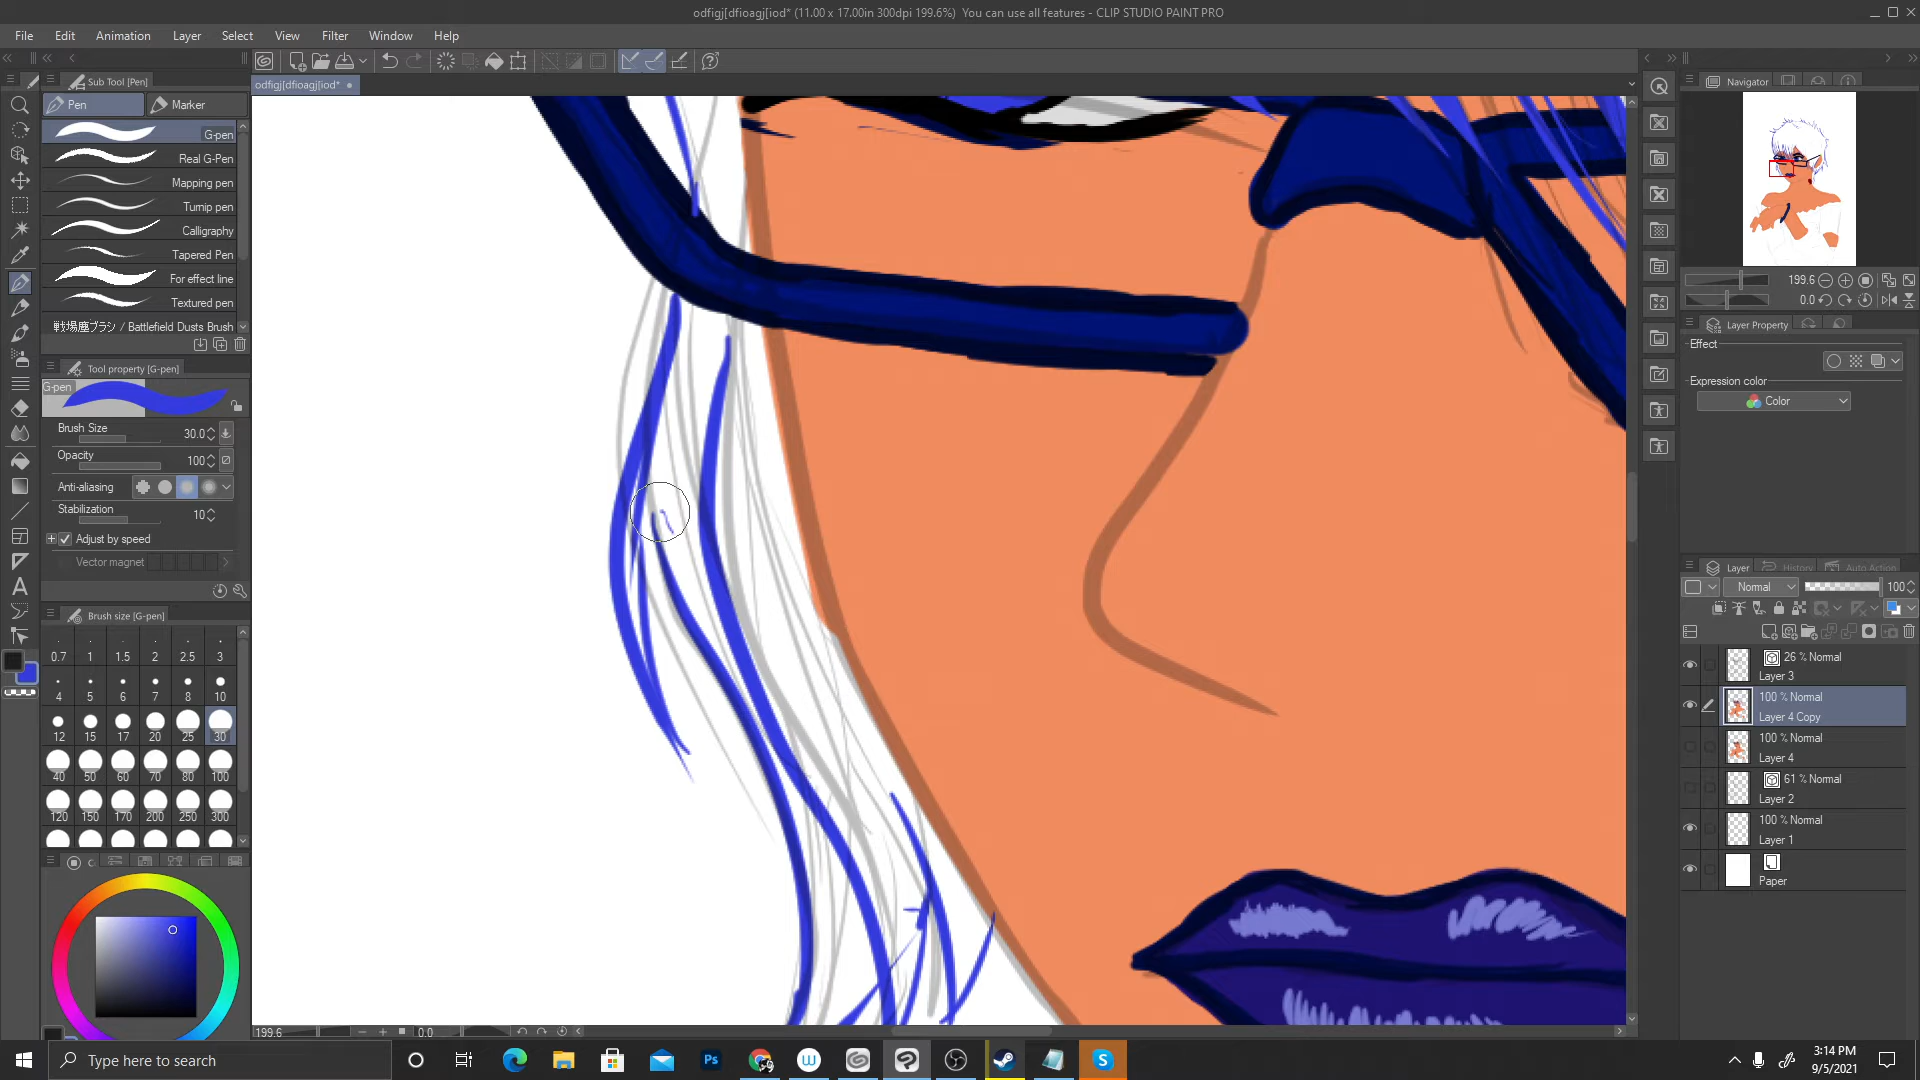 odfigj[dfioagj[iod* (11.00 x 17.00in 300dpi 199.6%)  You can use all features - CLIP STUDIO PAINT PRO
File Edit Animation Layer Select View Filter Window Help
Sub Tool [Pen]
odfigj[dfioagj[iod*
Pen
Marker
G-pen
Real G-Pen
Mapping pen
Turnip pen
Calligraphy
Tapered Pen
For effect line
Textured pen
戦場塵ブラシ / Battlefield Dusts Brush
Tool property [G-pen]
G-pen
Brush Size 30.0
Opacity 100
Anti-aliasing
Stabilization 10
Adjust by speed
Vector magnet
Brush size [G-pen]
0.7 1 1.5 2 2.5 3
4 5 6 7 8 10
12 15 17 20 25 30
40 50 60 70 80 100
120 150 170 200 250 300
199.6 0.0
Navigator
199.6
0.0
Layer Property
Effect
Expression color
Color
Layer History Auto Action
Normal 100
26 % Normal
Layer 3
100 % Normal
Layer 4 Copy
100 % Normal
Layer 4
61 % Normal
Layer 2
100 % Normal
Layer 1
Paper
Type here to search
Ps
3:14 PM
9/5/2021